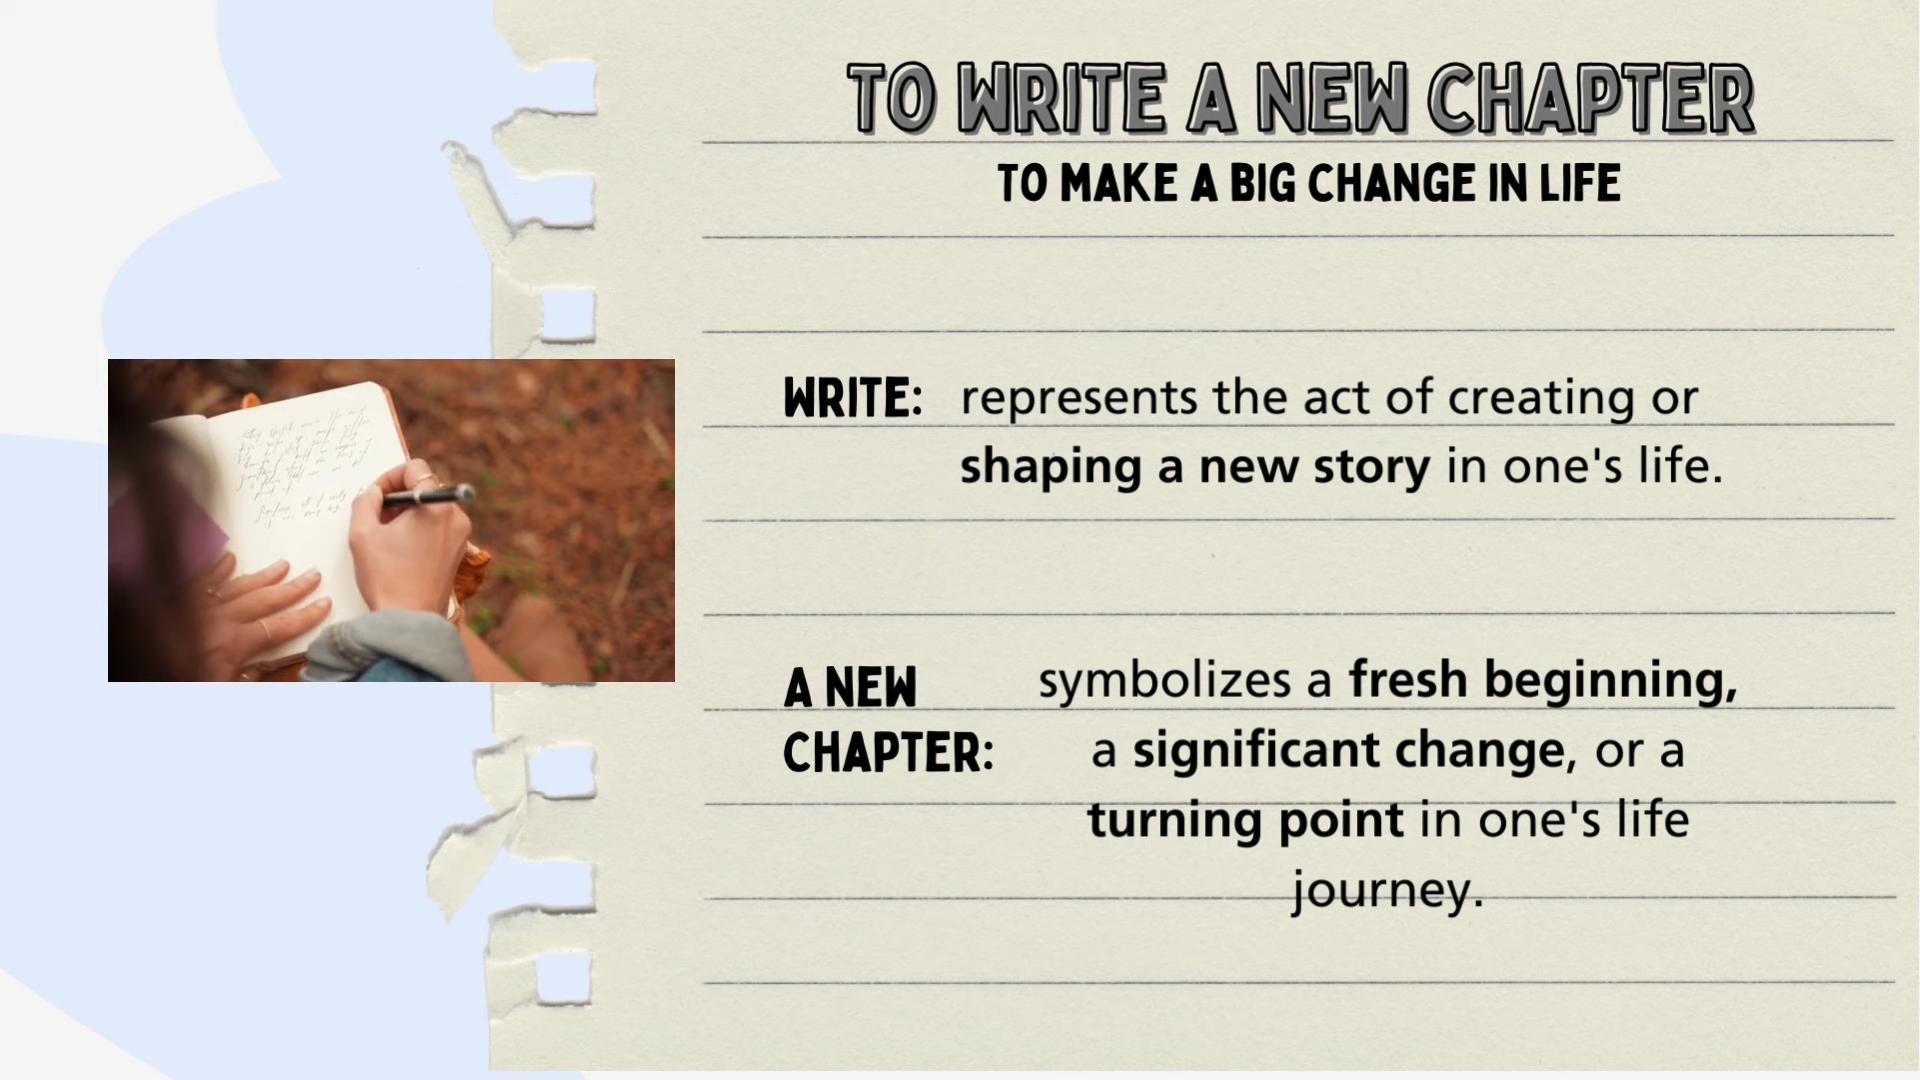 TO WRITE A NEW CHAPTER
TO MAKE A BIG CHANGE IN LIFE
WRITE: represents the act of creating or
shaping a new story in one's life.
A NEW
CHAPTER:
symbolizes a fresh beginning,
a significant change, or a
turning point in one's life
journey.